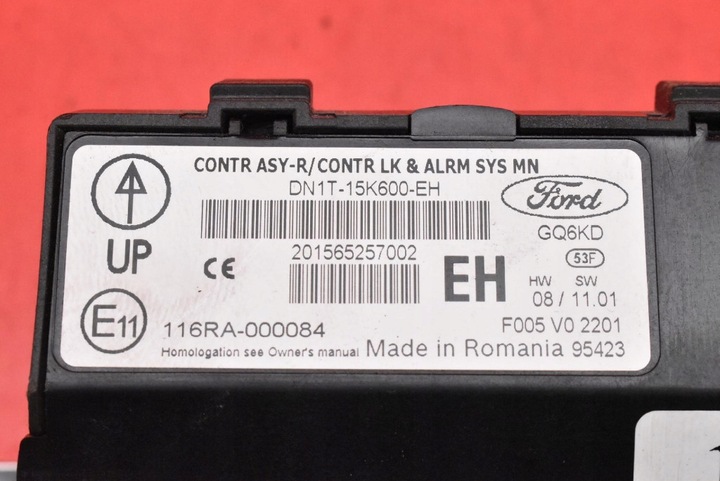 CONTR ASY-R/CONTR LK & ALRM SYS MN
DN1T-15K600-EH
Ford
GQ6KD
UP
CE
201565257002
EH
53F
HW SW
08 / 11.01
E11
116RA-000084
F005 V0 2201
Homologation see Owner's manual Made in Romania 95423